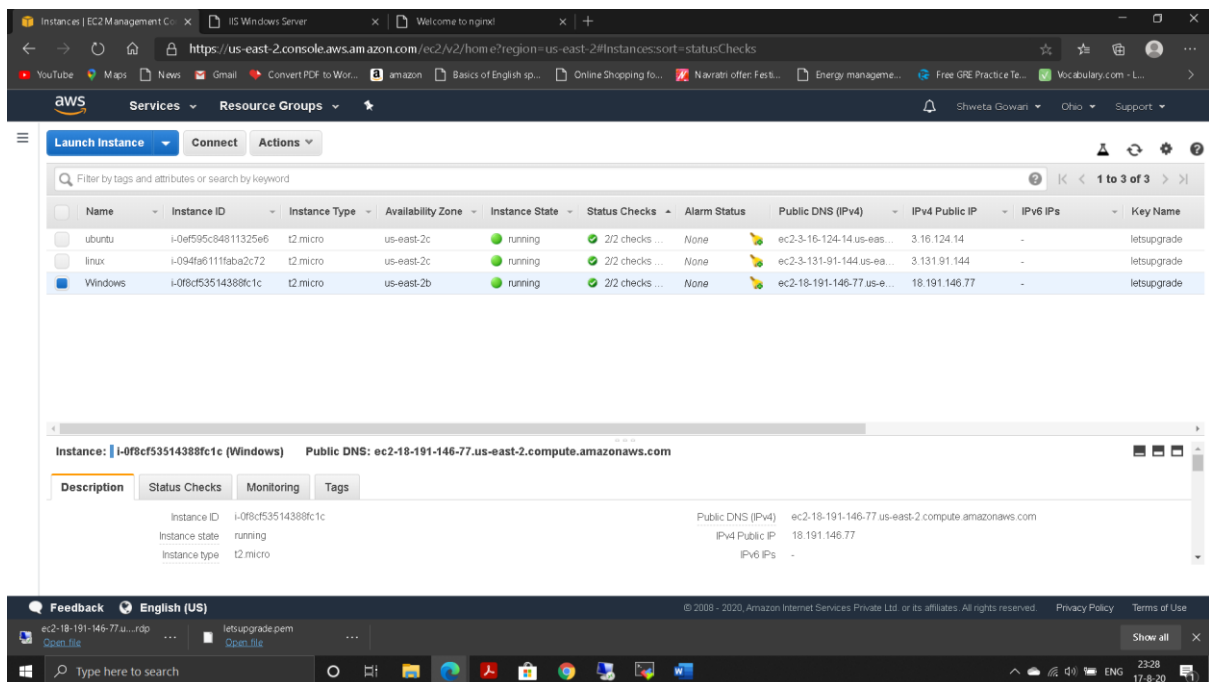 Instances | EC2 Management Co
IIS Windows Server
Welcome to nginx!
https://us-east-2.console.aws.amazon.com/ec2/v2/home?region=us-east-2#Instances:sort=statusChecks
YouTube Maps News Gmail Convert PDF to Wor... amazon Basics of English sp... Online Shopping fo... Navratri offer: Festi... Energy manageme... Free GRE Practice Te... Vocabulary.com - L...
aws Services Resource Groups Shweta Gowari Ohio Support
Launch Instance Connect Actions
Filter by tags and attributes or search by keyword 1 to 3 of 3
Name Instance ID Instance Type Availability Zone Instance State Status Checks Alarm Status Public DNS (IPv4) IPv4 Public IP IPv6 IPs Key Name
ubuntu i-0ef595c84811325e6 t2.micro us-east-2c running 2/2 checks ... None ec2-3-16-124-14.us-eas... 3.16.124.14 - letsupgrade
linux i-094fa6111faba2c72 t2.micro us-east-2c running 2/2 checks ... None ec2-3-131-91-144.us-ea... 3.131.91.144 - letsupgrade
Windows i-0f8cf53514388fc1c t2.micro us-east-2b running 2/2 checks ... None ec2-18-191-146-77.us-e... 18.191.146.77 - letsupgrade
Instance: i-0f8cf53514388fc1c (Windows) Public DNS: ec2-18-191-146-77.us-east-2.compute.amazonaws.com
Description Status Checks Monitoring Tags
Instance ID i-0f8cf53514388fc1c Public DNS (IPv4) ec2-18-191-146-77.us-east-2.compute.amazonaws.com
Instance state running IPv4 Public IP 18.191.146.77
Instance type t2.micro IPv6 IPs -
Feedback English (US) © 2008 - 2020, Amazon Internet Services Private Ltd. or its affiliates. All rights reserved. Privacy Policy Terms of Use
ec2-18-191-146-77.u....rdp ... letsupgrade.pem ...
Open file Open file Show all
Type here to search ENG 23:28
17-8-20